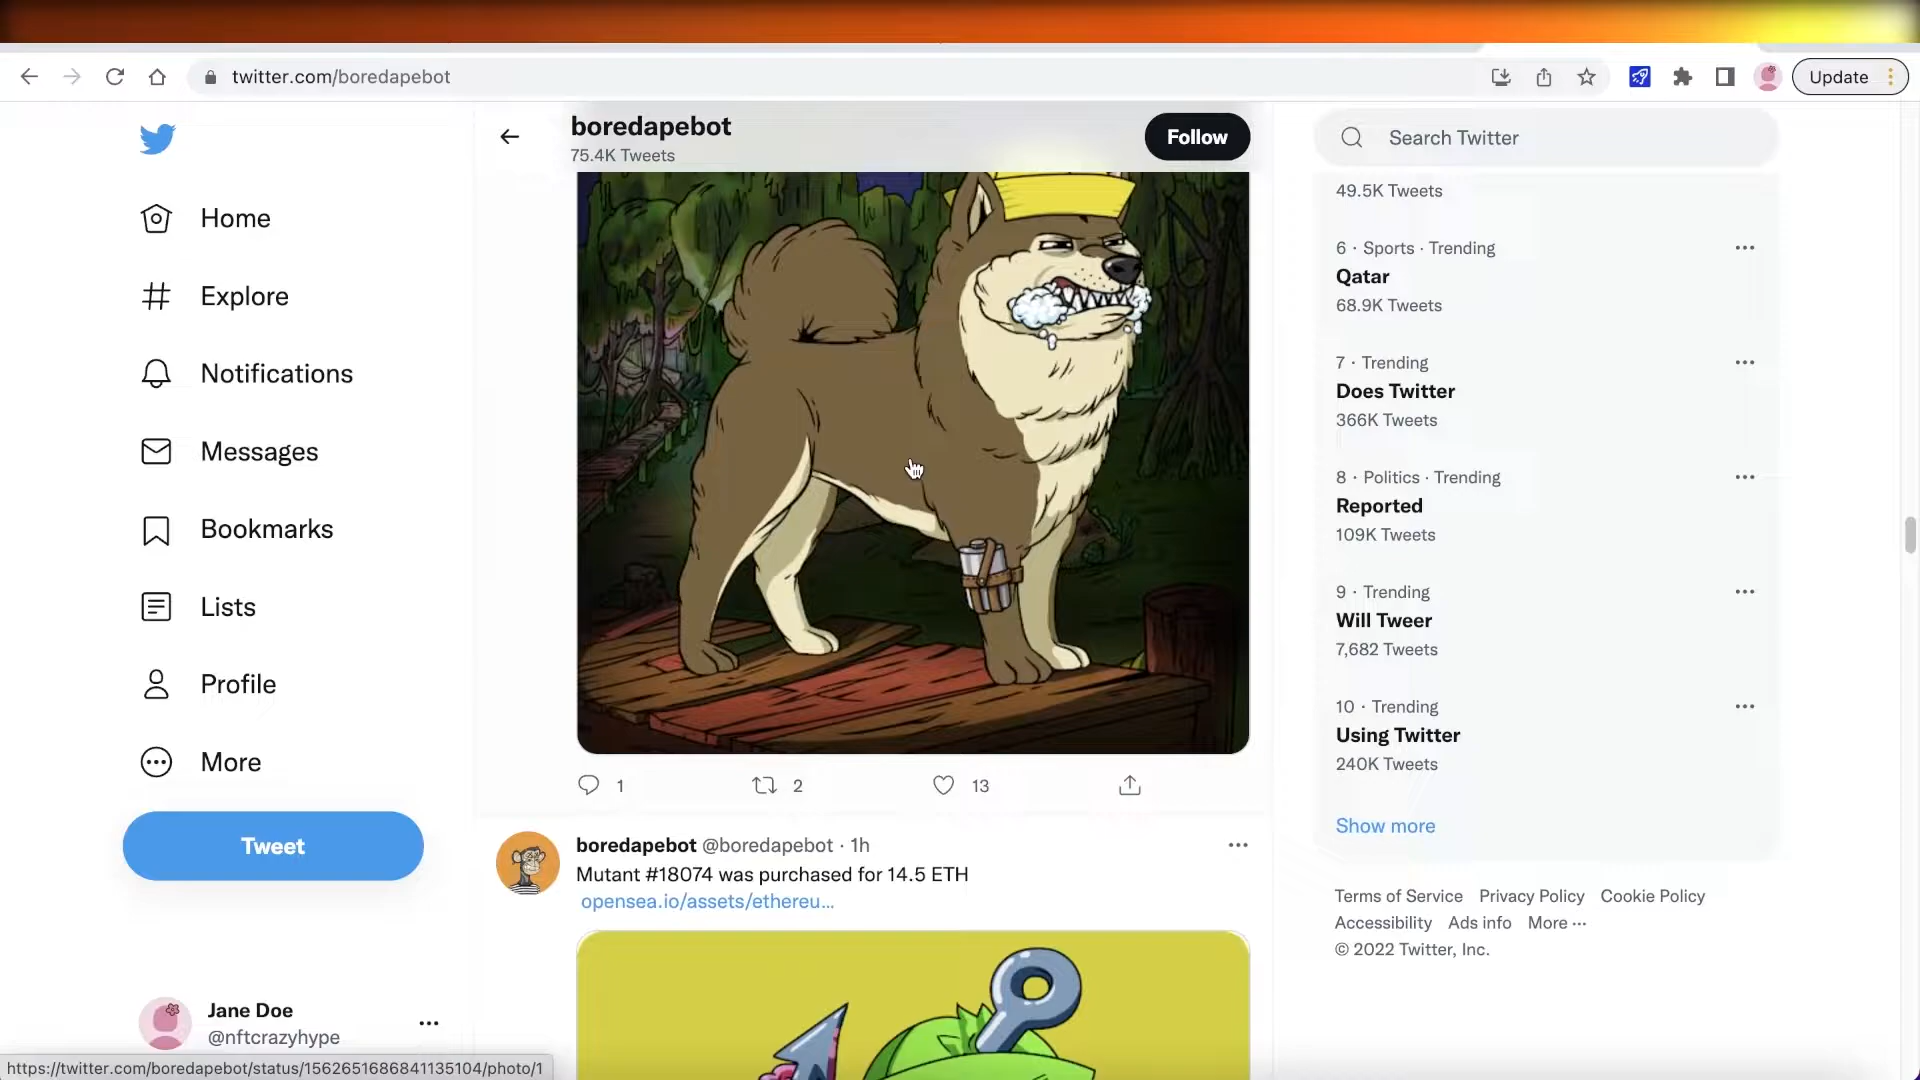 twitter.com/boredapebot
Update
boredapebot
75.4K Tweets
Follow
Search Twitter
Home
Explore
Notifications
Messages
Bookmarks
Lists
Profile
More
Tweet
Jane Doe
@nftcrazyhype
1
2
13
boredapebot @boredapebot · 1h
Mutant #18074 was purchased for 14.5 ETH
opensea.io/assets/ethereu...
49.5K Tweets
6 · Sports · Trending
Qatar
68.9K Tweets
7 · Trending
Does Twitter
366K Tweets
8 · Politics · Trending
Reported
109K Tweets
9 · Trending
Will Tweer
7,682 Tweets
10 · Trending
Using Twitter
240K Tweets
Show more
Terms of Service Privacy Policy Cookie Policy
Accessibility Ads info More ···
© 2022 Twitter, Inc.
https://twitter.com/boredapebot/status/1562651686841135104/photo/1